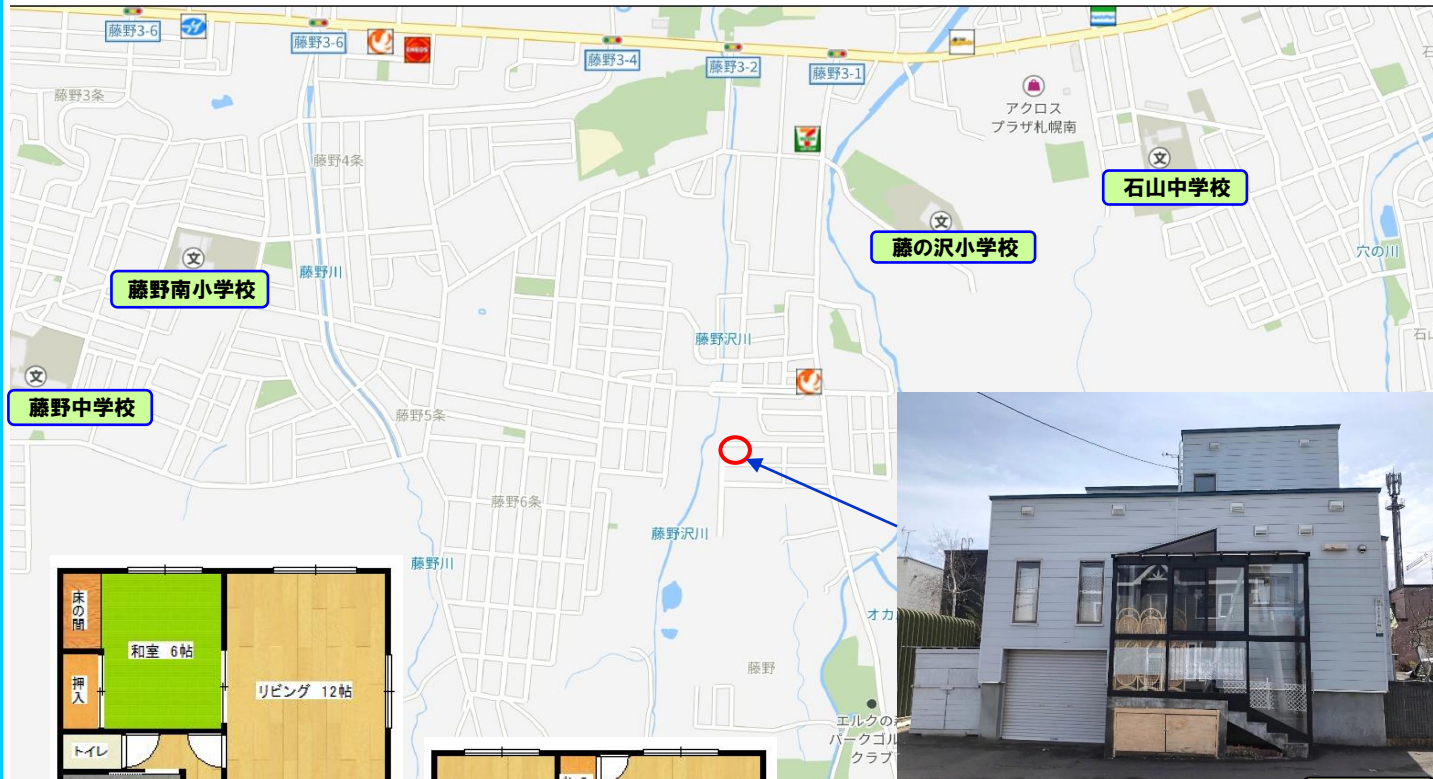 藤野3-6
藤野3-6
ENEOS
藤野3-4
藤野3-2
藤野3-1
藤野3条
アクロス
プラザ札幌南
藤野4条
石山中学校
藤の沢小学校
穴の川
藤野川
藤野南小学校
藤野沢川
藤野中学校
藤野5条
藤野6条
藤野沢川
藤野川
オカ
床の間
和室 6帖
押入
リビング 12帖
トイレ
藤野
エルクの
パークゴル
クラブ